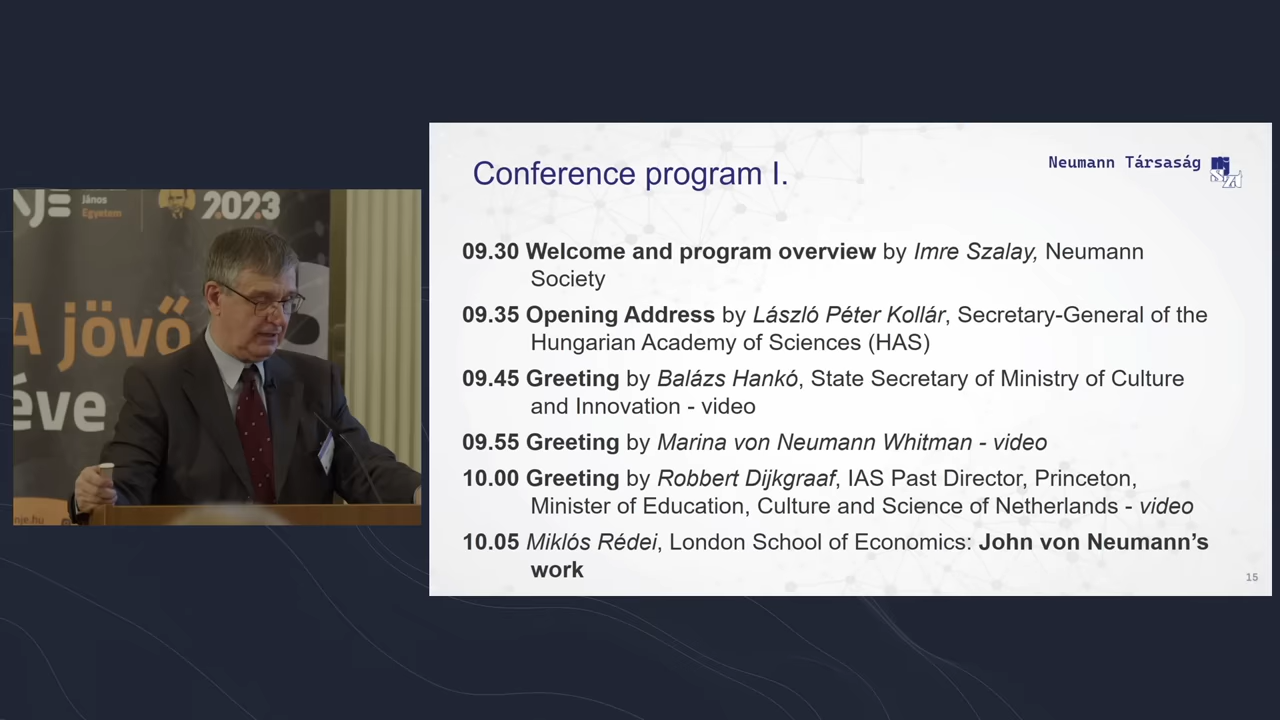 János
Egyetem
2023
A jövő
éve
nje.hu
Conference program I.
Neumann Társaság
09.30 Welcome and program overview by Imre Szalay, Neumann
Society
09.35 Opening Address by László Péter Kollár, Secretary-General of the
Hungarian Academy of Sciences (HAS)
09.45 Greeting by Balázs Hankó, State Secretary of Ministry of Culture
and Innovation - video
09.55 Greeting by Marina von Neumann Whitman - video
10.00 Greeting by Robbert Dijkgraaf, IAS Past Director, Princeton,
Minister of Education, Culture and Science of Netherlands - video
10.05 Miklós Rédei, London School of Economics: John von Neumann's
work
15